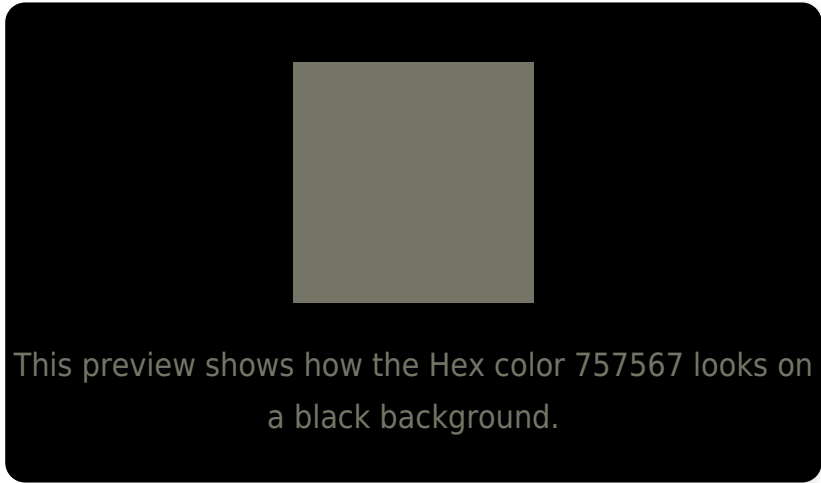 This preview shows how the Hex color 757567 looks on
a black background.